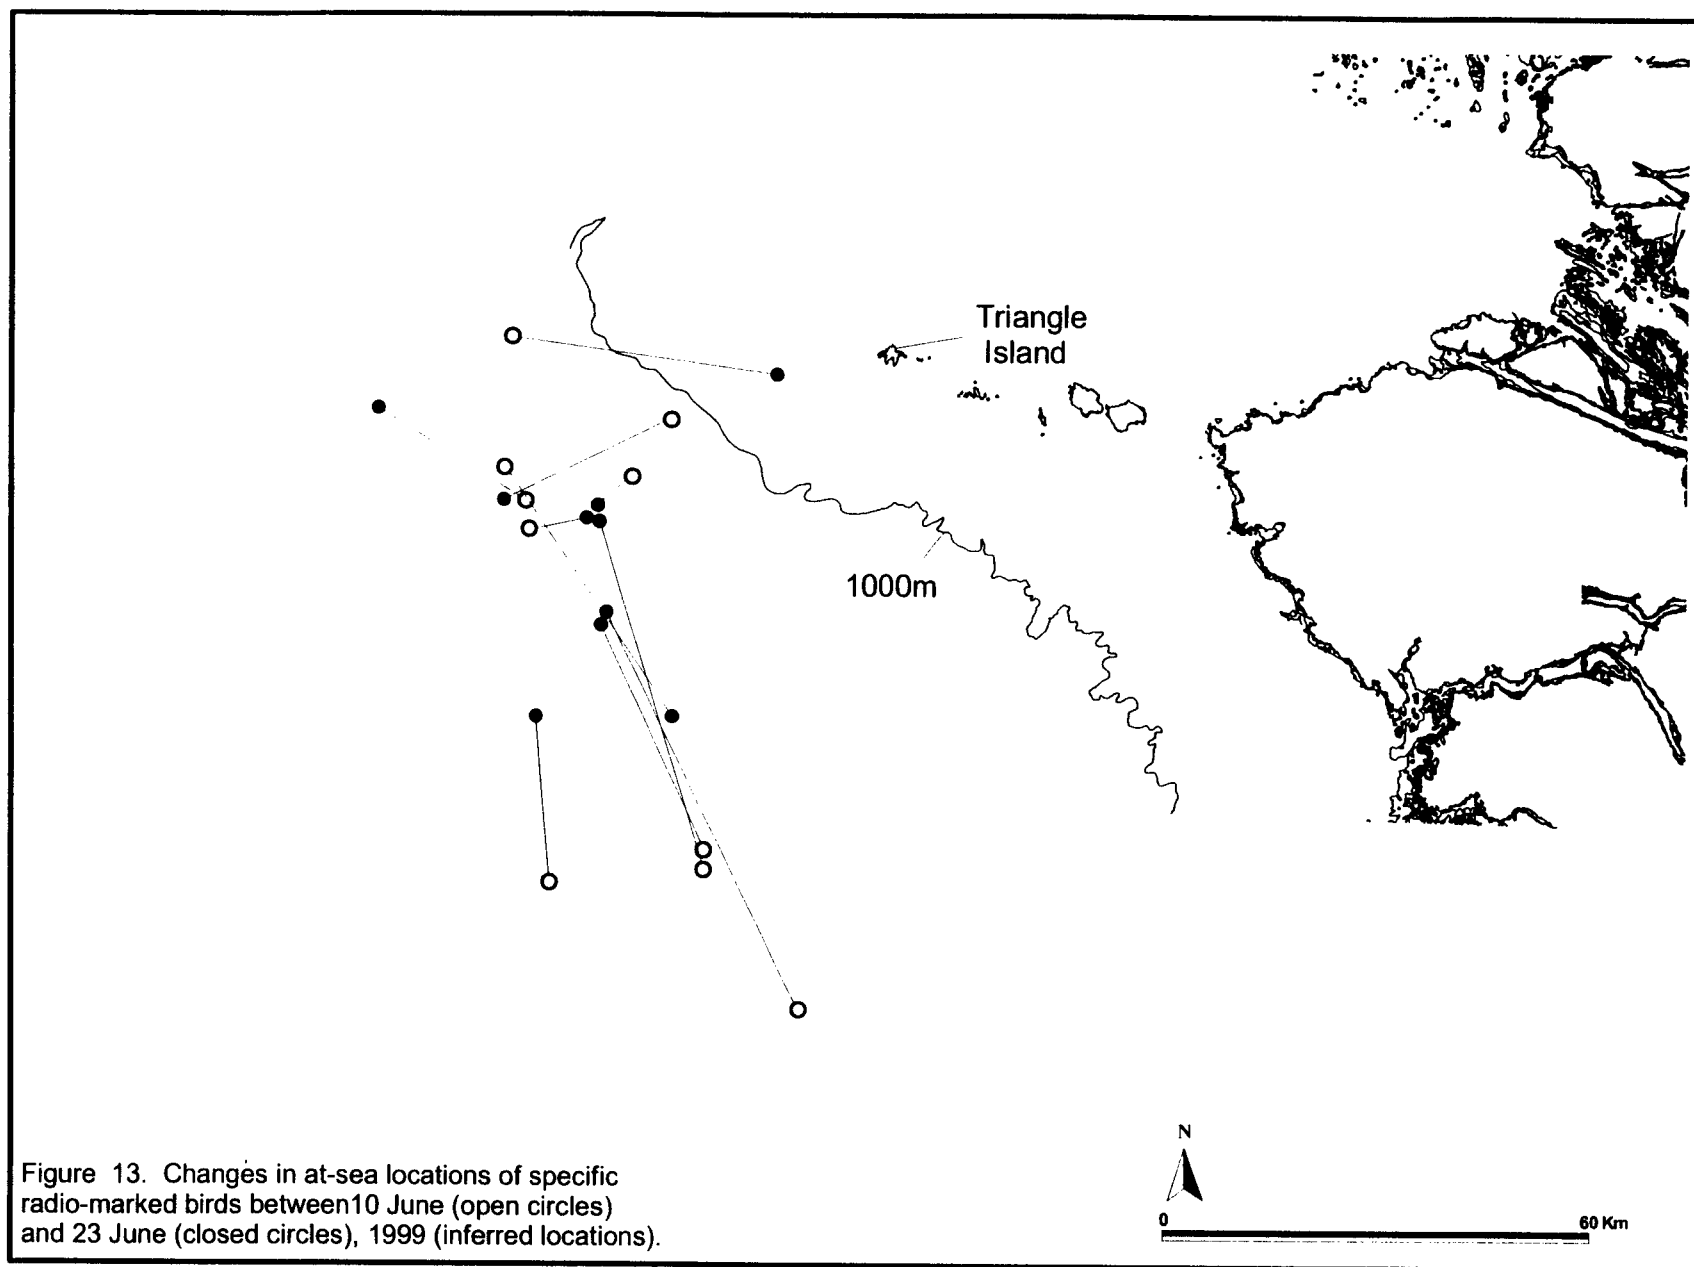 Triangle
Island
1000m
N
0 60 Km
Figure 13. Changes in at-sea locations of specific
radio-marked birds between10 June (open circles)
and 23 June (closed circles), 1999 (inferred locations).